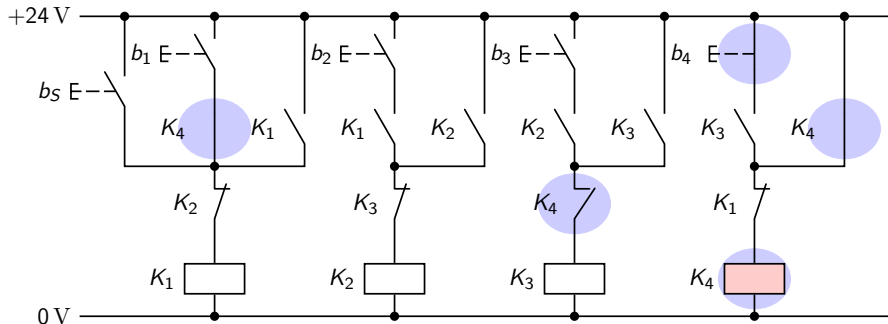 +24 V
b1 b2 b3 b4
bS
K4 K1 K1 K2 K2 K3 K3 K4
K2 K3 K4 K1
K1 K2 K3 K4
0 V